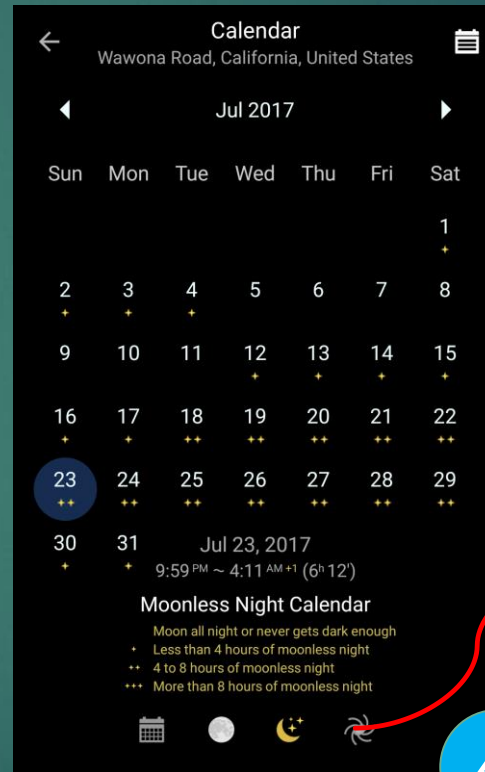 Calendar
Wawona Road, California, United States
Jul 2017
Sun Mon Tue Wed Thu Fri Sat
1
+
2 3 4 5 6 7 8
+ + +
9 10 11 12 13 14 15
+ + + +
16 17 18 19 20 21 22
+ + ++ ++ ++ ++ ++
23 24 25 26 27 28 29
++ ++ ++ ++ ++ ++ ++
30 31 Jul 23, 2017
+ + 9:59 PM ~ 4:11 AM +1 (6h 12')
Moonless Night Calendar
Moon all night or never gets dark enough
+ Less than 4 hours of moonless night
++ 4 to 8 hours of moonless night
+++ More than 8 hours of moonless night